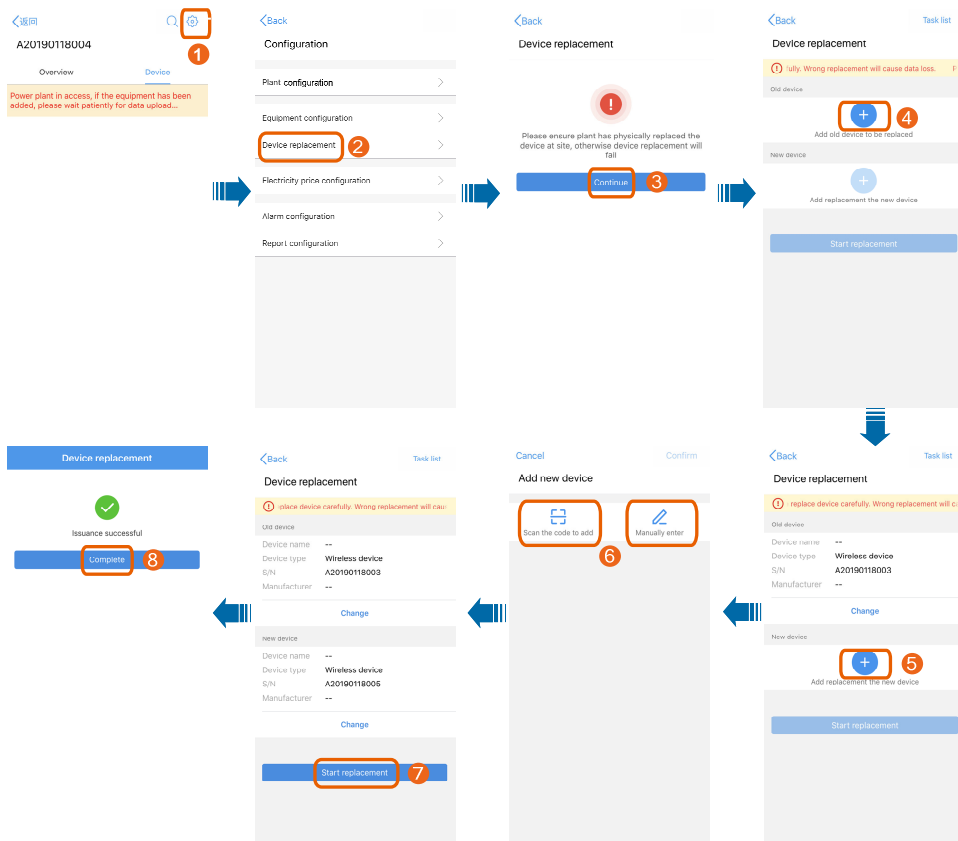 返回
A20190118004
1
Overview
Device
Power plant in access, if the equipment has been
added, please wait patiently for data upload...
Back
Configuration
Plant configuration
Equipment configuration
Device replacement
2
Electricity price configuration
Alarm configuration
Report configuration
Back
Device replacement
!
Please ensure plant has physically replaced the
device at site, otherwise device replacement will
fail
Continue
3
Back
Task list
Device replacement
fully. Wrong replacement will cause data loss. P
Old device
+
4
Add old device to be replaced
New device
+
Add replacement the new device
Start replacement
Back
Task list
Device replacement
replace device carefully. Wrong replacement will c
Old device
Device name --
Device type Wireless device
S/N A20190118003
Manufacturer --
Change
New device
+
5
Add replacement the new device
Start replacement
Cancel
Confirm
Add new device
Scan the code to add
Manually enter
6
Back
Task list
Device replacement
place device carefully. Wrong replacement will cau
Old device
Device name --
Device type Wireless device
S/N A20190118003
Manufacturer --
Change
New device
Device name --
Device type Wireless device
S/N A20190118005
Manufacturer --
Change
Start replacement
7
Device replacement
Issuance successful
Complete
8